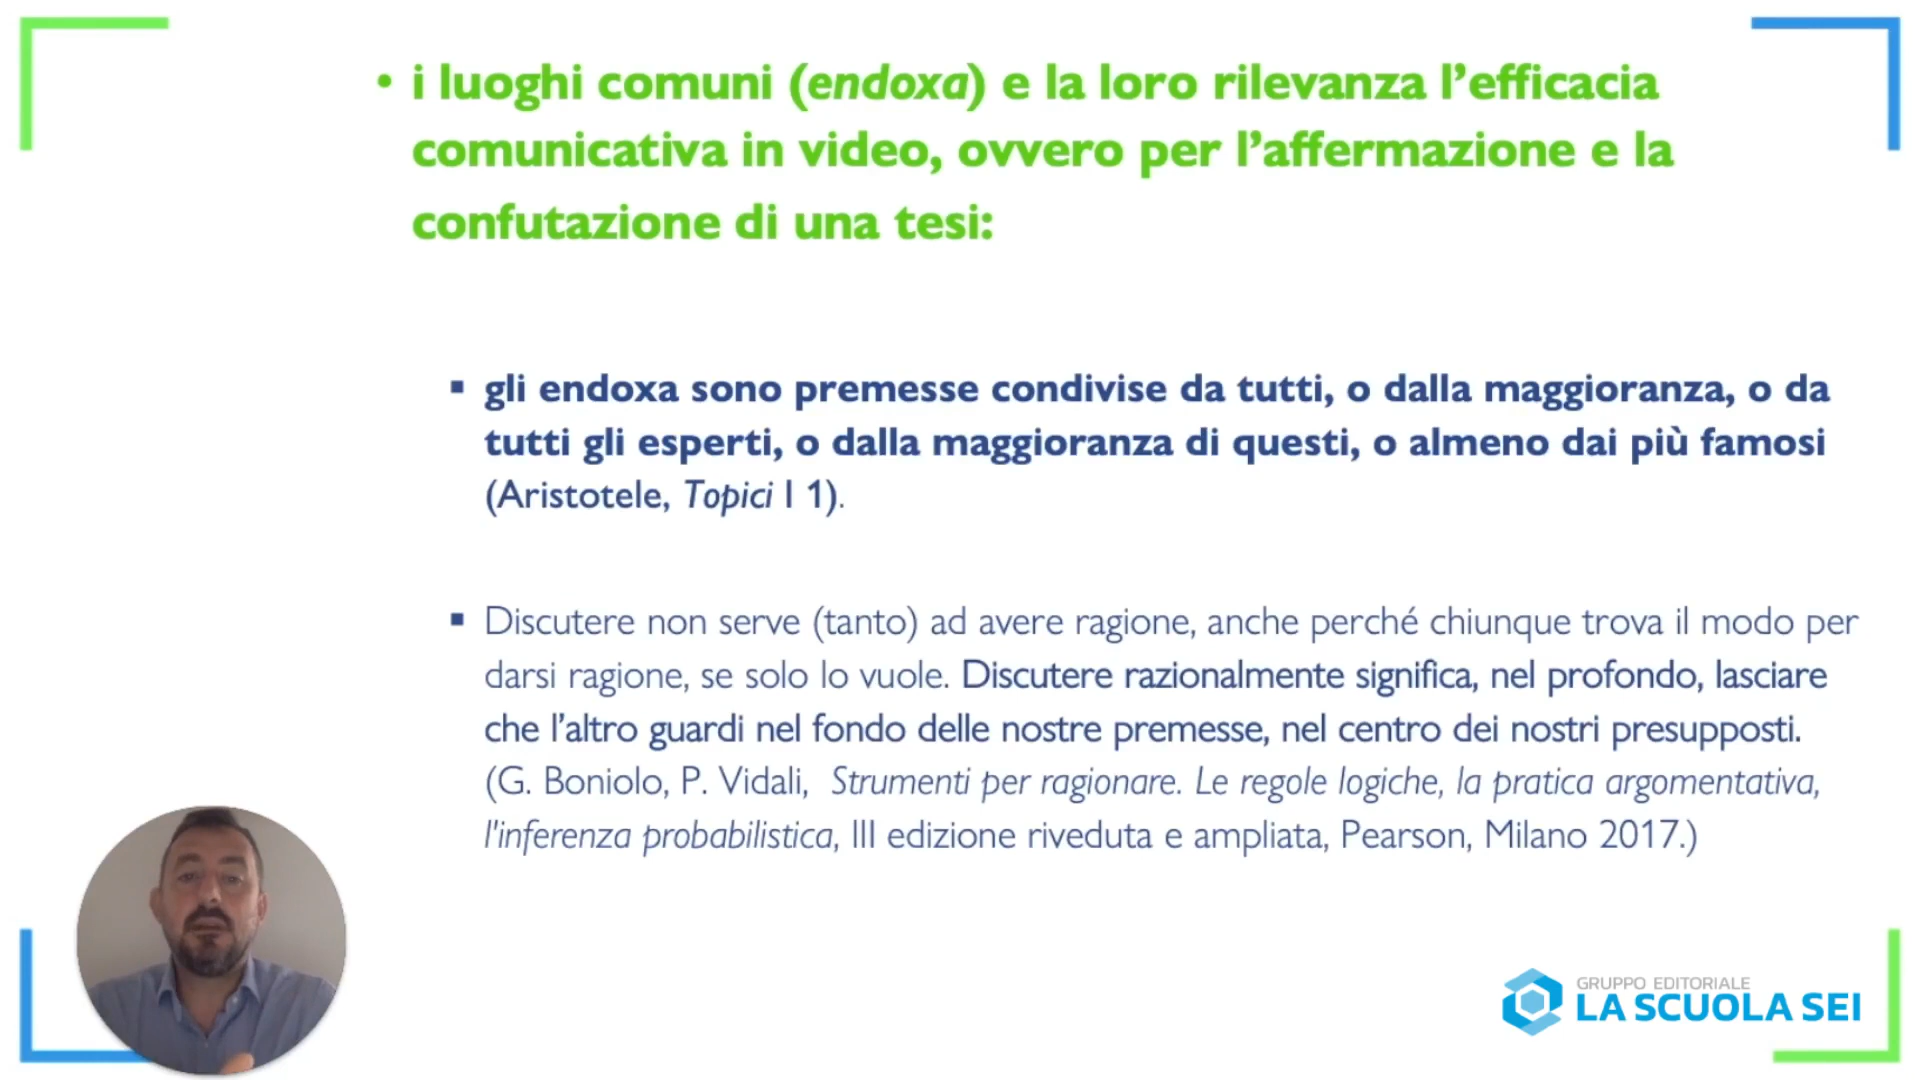 • i luoghi comuni (endoxa) e la loro rilevanza l’efficacia
comunicativa in video, ovvero per l’affermazione e la
confutazione di una tesi:
▪ gli endoxa sono premesse condivise da tutti, o dalla maggioranza, o da
tutti gli esperti, o dalla maggioranza di questi, o almeno dai più famosi
(Aristotele, Topici I 1).
▪ Discutere non serve (tanto) ad avere ragione, anche perché chiunque trova il modo per
darsi ragione, se solo lo vuole. Discutere razionalmente significa, nel profondo, lasciare
che l’altro guardi nel fondo delle nostre premesse, nel centro dei nostri presupposti.
(G. Boniolo, P. Vidali, Strumenti per ragionare. Le regole logiche, la pratica argomentativa,
l'inferenza probabilistica, III edizione riveduta e ampliata, Pearson, Milano 2017.)
GRUPPO EDITORIALE
LA SCUOLA SEI